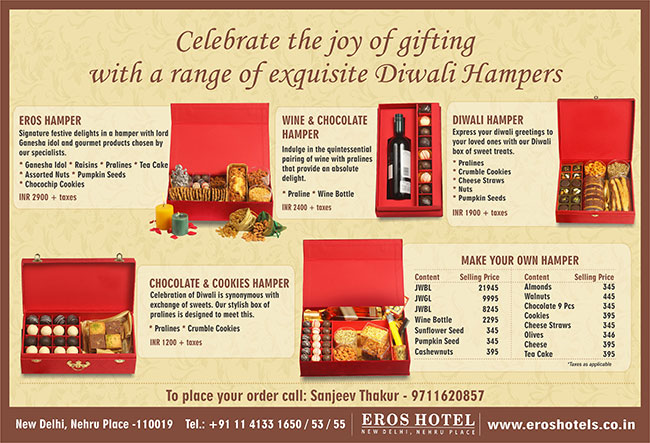 Celebrate the joy of gifting
with a range of exquisite Diwali Hampers
EROS HAMPER
Signature festive delights in a hamper with lord
Ganesha idol and gourmet products chosen by
our specialists.
* Ganesha Idol * Raisins * Pralines * Tea Cake
* Assorted Nuts * Pumpkin Seeds
* Chocochip Cookies
INR 2900 + taxes
WINE & CHOCOLATE
HAMPER
Indulge in the quintessential
pairing of wine with pralines
that provide an absolute
delight.
* Praline * Wine Bottle
INR 2400 + taxes
DIWALI HAMPER
Express your diwali greetings to
your loved ones with our Diwali
box of sweet treats.
* Pralines
* Crumble Cookies
* Cheese Straws
* Nuts
* Pumpkin Seeds
INR 1900 + taxes
CHOCOLATE & COOKIES HAMPER
Celebration of Diwali is synonymous with
exchange of sweets. Our stylish box of
pralines is designed to meet this.
* Pralines * Crumble Cookies
INR 1200 + taxes
MAKE YOUR OWN HAMPER
Content Selling Price
JWBL 21945
JWGL 9995
JWBL 8245
Wine Bottle 2295
Sunflower Seed 345
Pumpkin Seed 345
Cashewnuts 395
Content Selling Price
Almonds 345
Walnuts 445
Chocolate 9 Pcs 345
Cookies 395
Cheese Straws 345
Olives 346
Cheese 395
Tea Cake 395
*Taxes as applicable
To place your order call: Sanjeev Thakur - 9711620857
New Delhi, Nehru Place -110019 Tel.: +91 11 4133 1650 / 53 / 55
EROS HOTEL
NEW DELHI, NEHRU PLACE
www.eroshotels.co.in